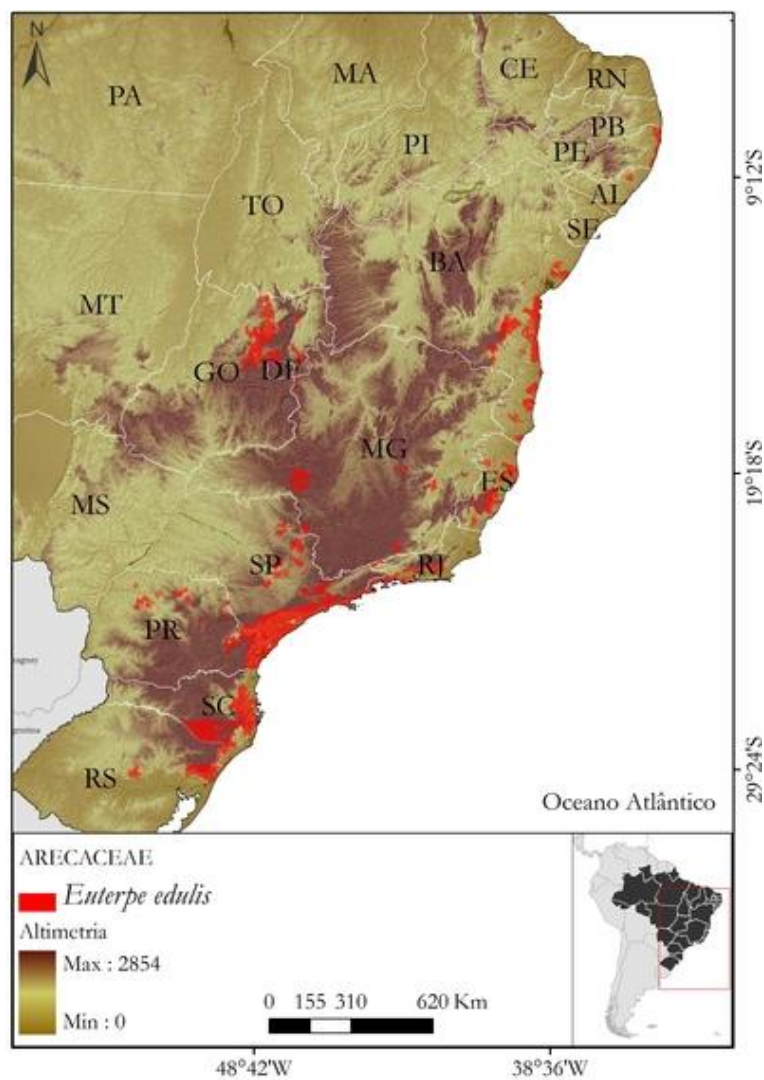 N
MA
CE
RN
PA
PB
PI
PE
9°12'S
AL
TO
SE
BA
MT
GO
DF
MG
19°18'S
ES
MS
SP
RJ
PR
SC
29°24'S
RS
Oceano Atlântico
ARECACEAE
Euterpe edulis
Altimetria
Max : 2854
Min : 0
0 155 310 620 Km
48°42'W
38°36'W